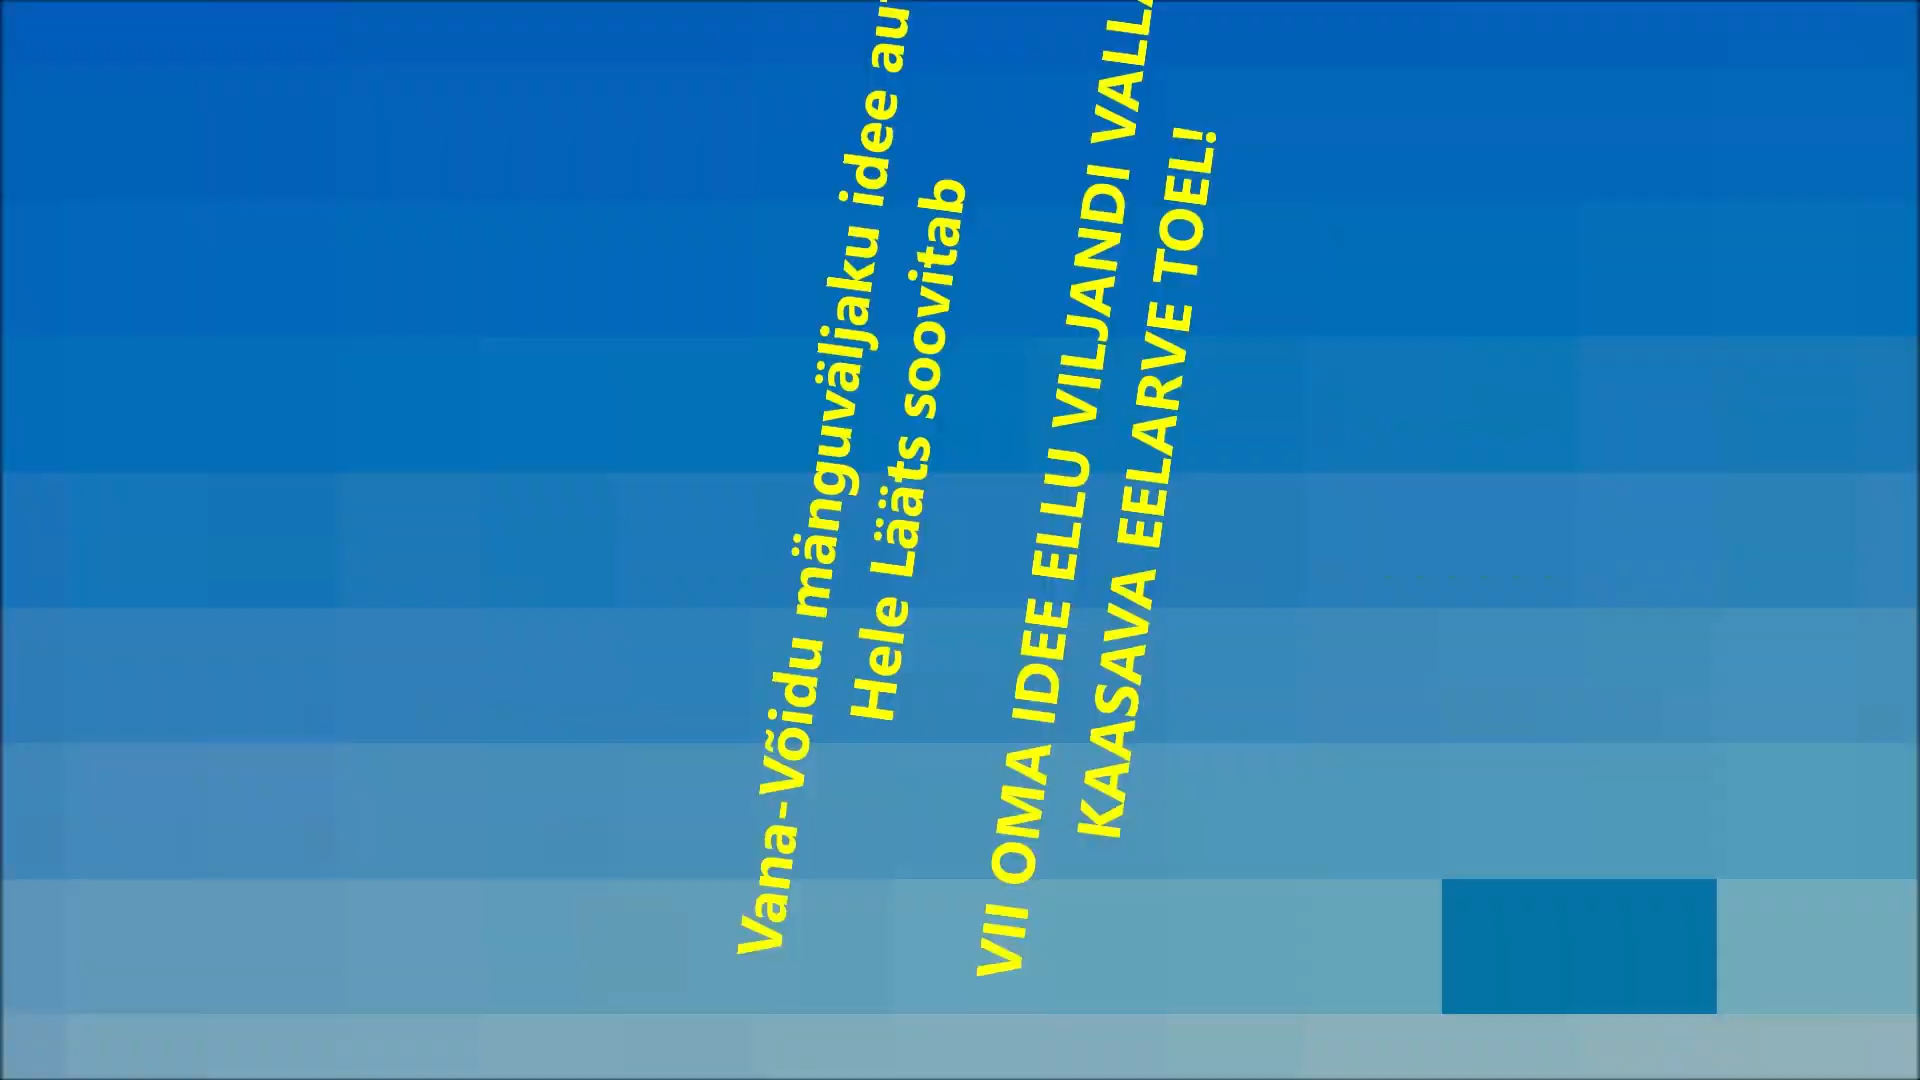 Vana-Võidu mänguväljaku idee
Hele Lääts soovitab
VII OMA IDEE ELLU VILJANDI
KAASAVA EELARVE TOEL!